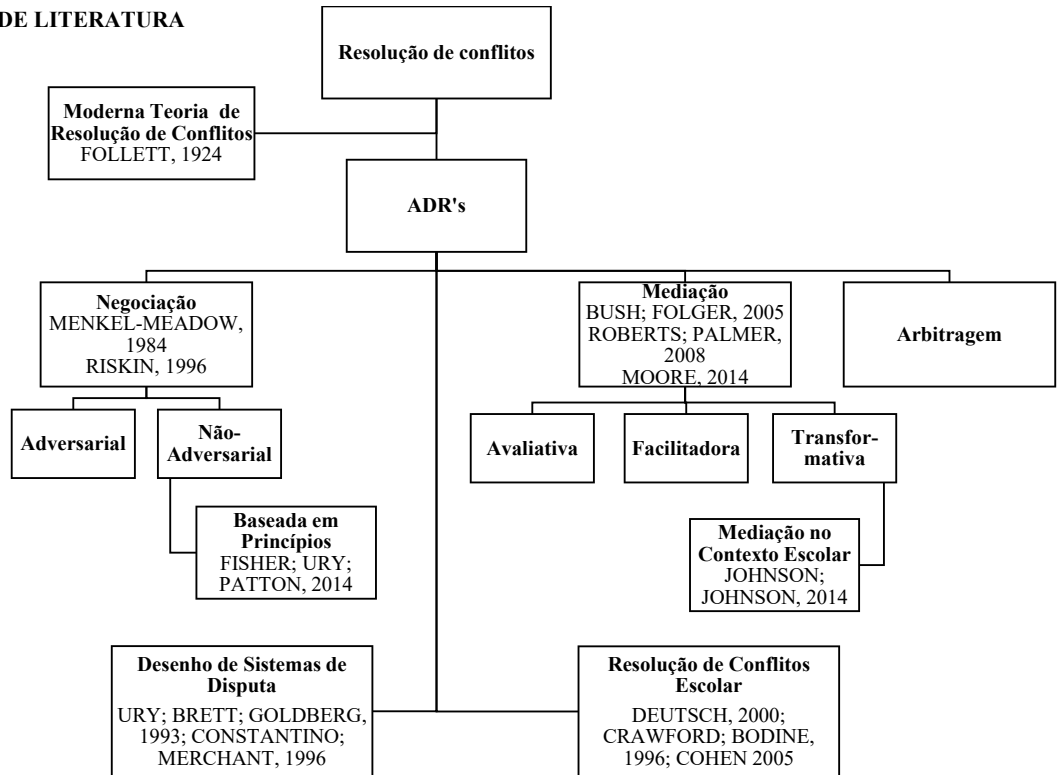 DE LITERATURA
Resolução de conflitos
Moderna Teoria de
Resolução de Conflitos
FOLLETT, 1924
ADR's
Negociação
MENKEL-MEADOW,
1984
RISKIN, 1996
Mediação
BUSH; FOLGER, 2005
ROBERTS; PALMER,
2008
MOORE, 2014
Arbitragem
Adversarial
Não-
Adversarial
Avaliativa
Facilitadora
Transfor-
mativa
Baseada em
Princípios
FISHER; URY;
PATTON, 2014
Mediação no
Contexto Escolar
JOHNSON;
JOHNSON, 2014
Desenho de Sistemas de
Disputa
URY; BRETT; GOLDBERG,
1993; CONSTANTINO;
MERCHANT, 1996
Resolução de Conflitos
Escolar
DEUTSCH, 2000;
CRAWFORD; BODINE,
1996; COHEN 2005